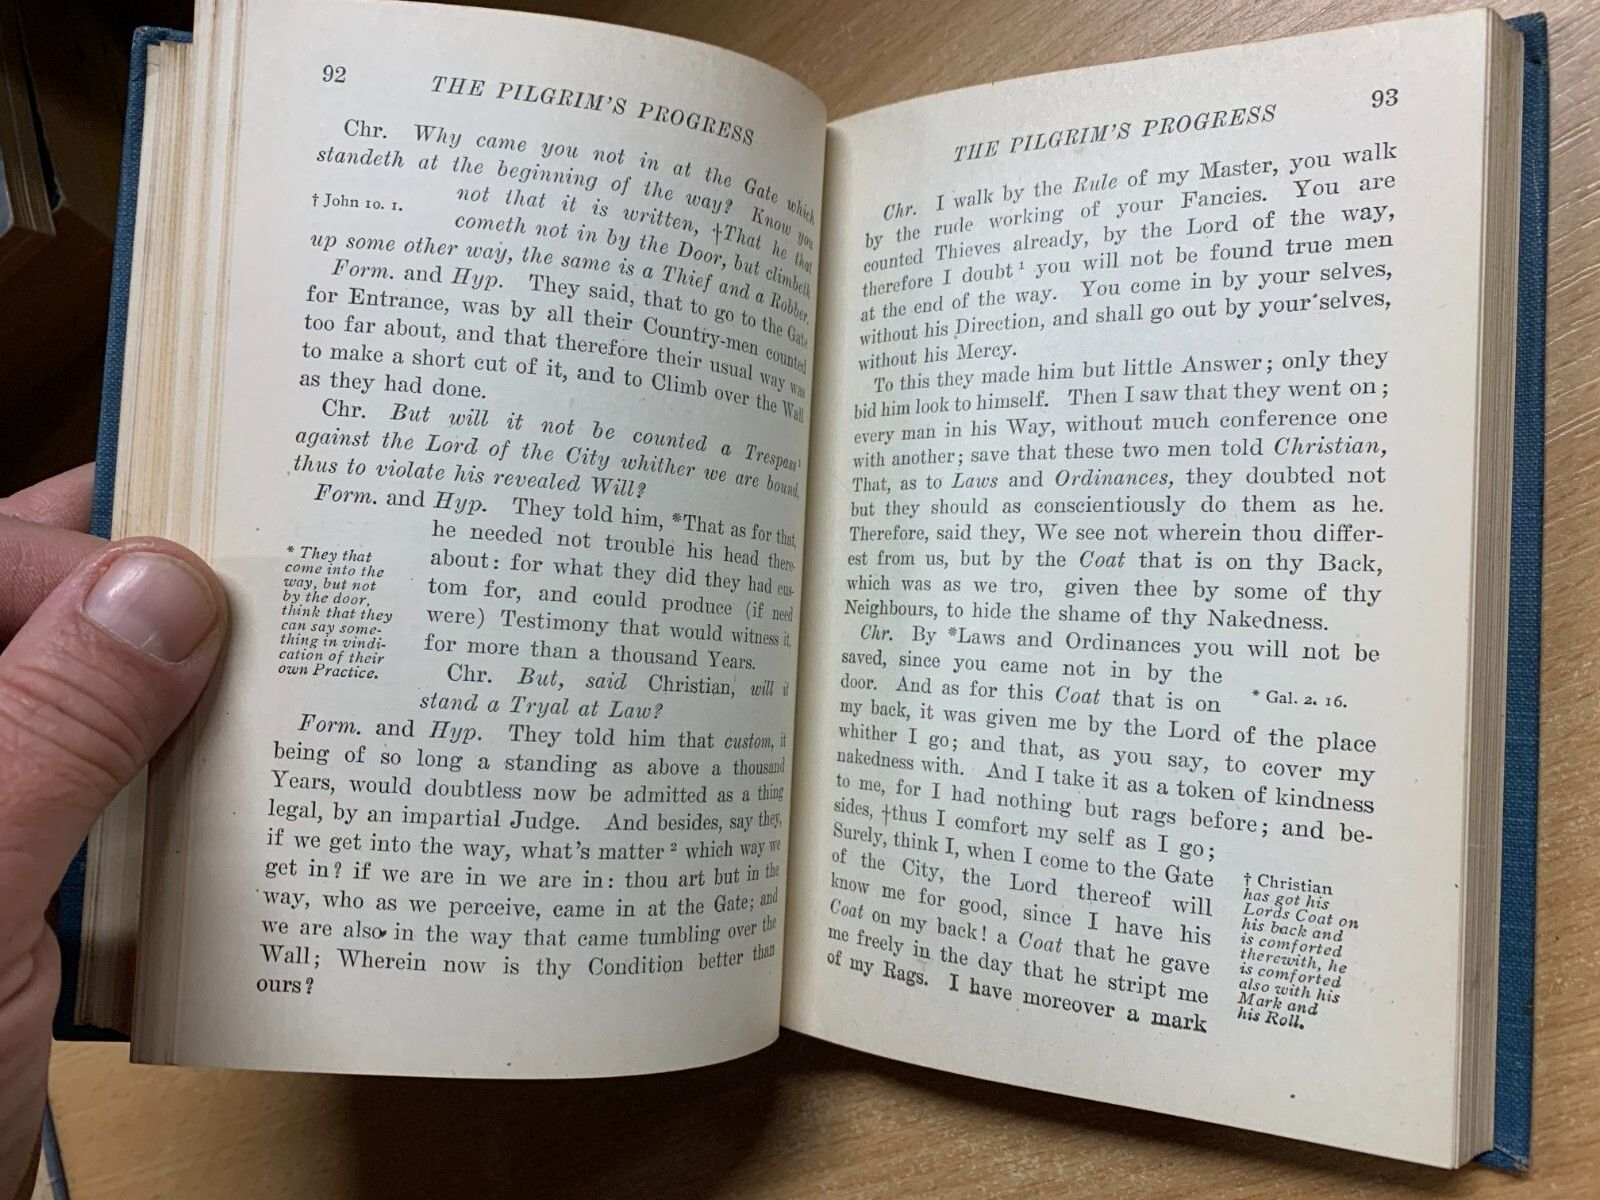 92
THE PILGRIM'S PROGRESS
Chr. Why came you not in at the Gate which
standeth at the beginning of the way? Know you
† John 10. 1.
not that it is written, †That he that
cometh not in by the Door, but climbeth
up some other way, the same is a Thief and a Robber.
Form. and Hyp. They said, that to go to the Gate
for Entrance, was by all their Country-men counted
too far about, and that therefore their usual way was
to make a short cut of it, and to Climb over the Wall
as they had done.
Chr. But will it not be counted a Trespass¹
against the Lord of the City whither we are bound,
thus to violate his revealed Will?
Form. and Hyp. They told him, *That as for that,
he needed not trouble his head there-
about: for what they did they had cus-
tom for, and could produce (if need
were) Testimony that would witness it,
for more than a thousand Years.
* They that
come into the
way, but not
by the door,
think that they
can say some-
thing in vindi-
cation of their
own Practice.
Chr. But, said Christian, will it
stand a Tryal at Law?
Form. and Hyp. They told him that custom, it
being of so long a standing as above a thousand
Years, would doubtless now be admitted as a thing
legal, by an impartial Judge. And besides, say they,
if we get into the way, what's matter² which way we
get in? if we are in we are in: thou art but in the
way, who as we perceive, came in at the Gate; and
we are also in the way that came tumbling over the
Wall; Wherein now is thy Condition better than
ours?
THE PILGRIM'S PROGRESS
93
Chr. I walk by the Rule of my Master, you walk
by the rude working of your Fancies. You are
counted Thieves already, by the Lord of the way,
therefore I doubt¹ you will not be found true men
at the end of the way. You come in by your selves,
without his Direction, and shall go out by your selves,
without his Mercy.
To this they made him but little Answer; only they
bid him look to himself. Then I saw that they went on;
every man in his Way, without much conference one
with another; save that these two men told Christian,
That, as to Laws and Ordinances, they doubted not
but they should as conscientiously do them as he.
Therefore, said they, We see not wherein thou differ-
est from us, but by the Coat that is on thy Back,
which was as we tro, given thee by some of thy
Neighbours, to hide the shame of thy Nakedness.
Chr. By *Laws and Ordinances you will not be
saved, since you came not in by the
door. And as for this Coat that is on
* Gal. 2. 16.
my back, it was given me by the Lord of the place
whither I go; and that, as you say, to cover my
nakedness with. And I take it as a token of kindness
to me, for I had nothing but rags before; and be-
sides, †thus I comfort my self as I go;
Surely, think I, when I come to the Gate
of the City, the Lord thereof will
know me for good, since I have his
Coat on my back! a Coat that he gave
me freely in the day that he stript me
of my Rags. I have moreover a mark
† Christian
has got his
Lords Coat on
his back and
is comforted
therewith, he
is comforted
also with his
Mark and
his Roll.